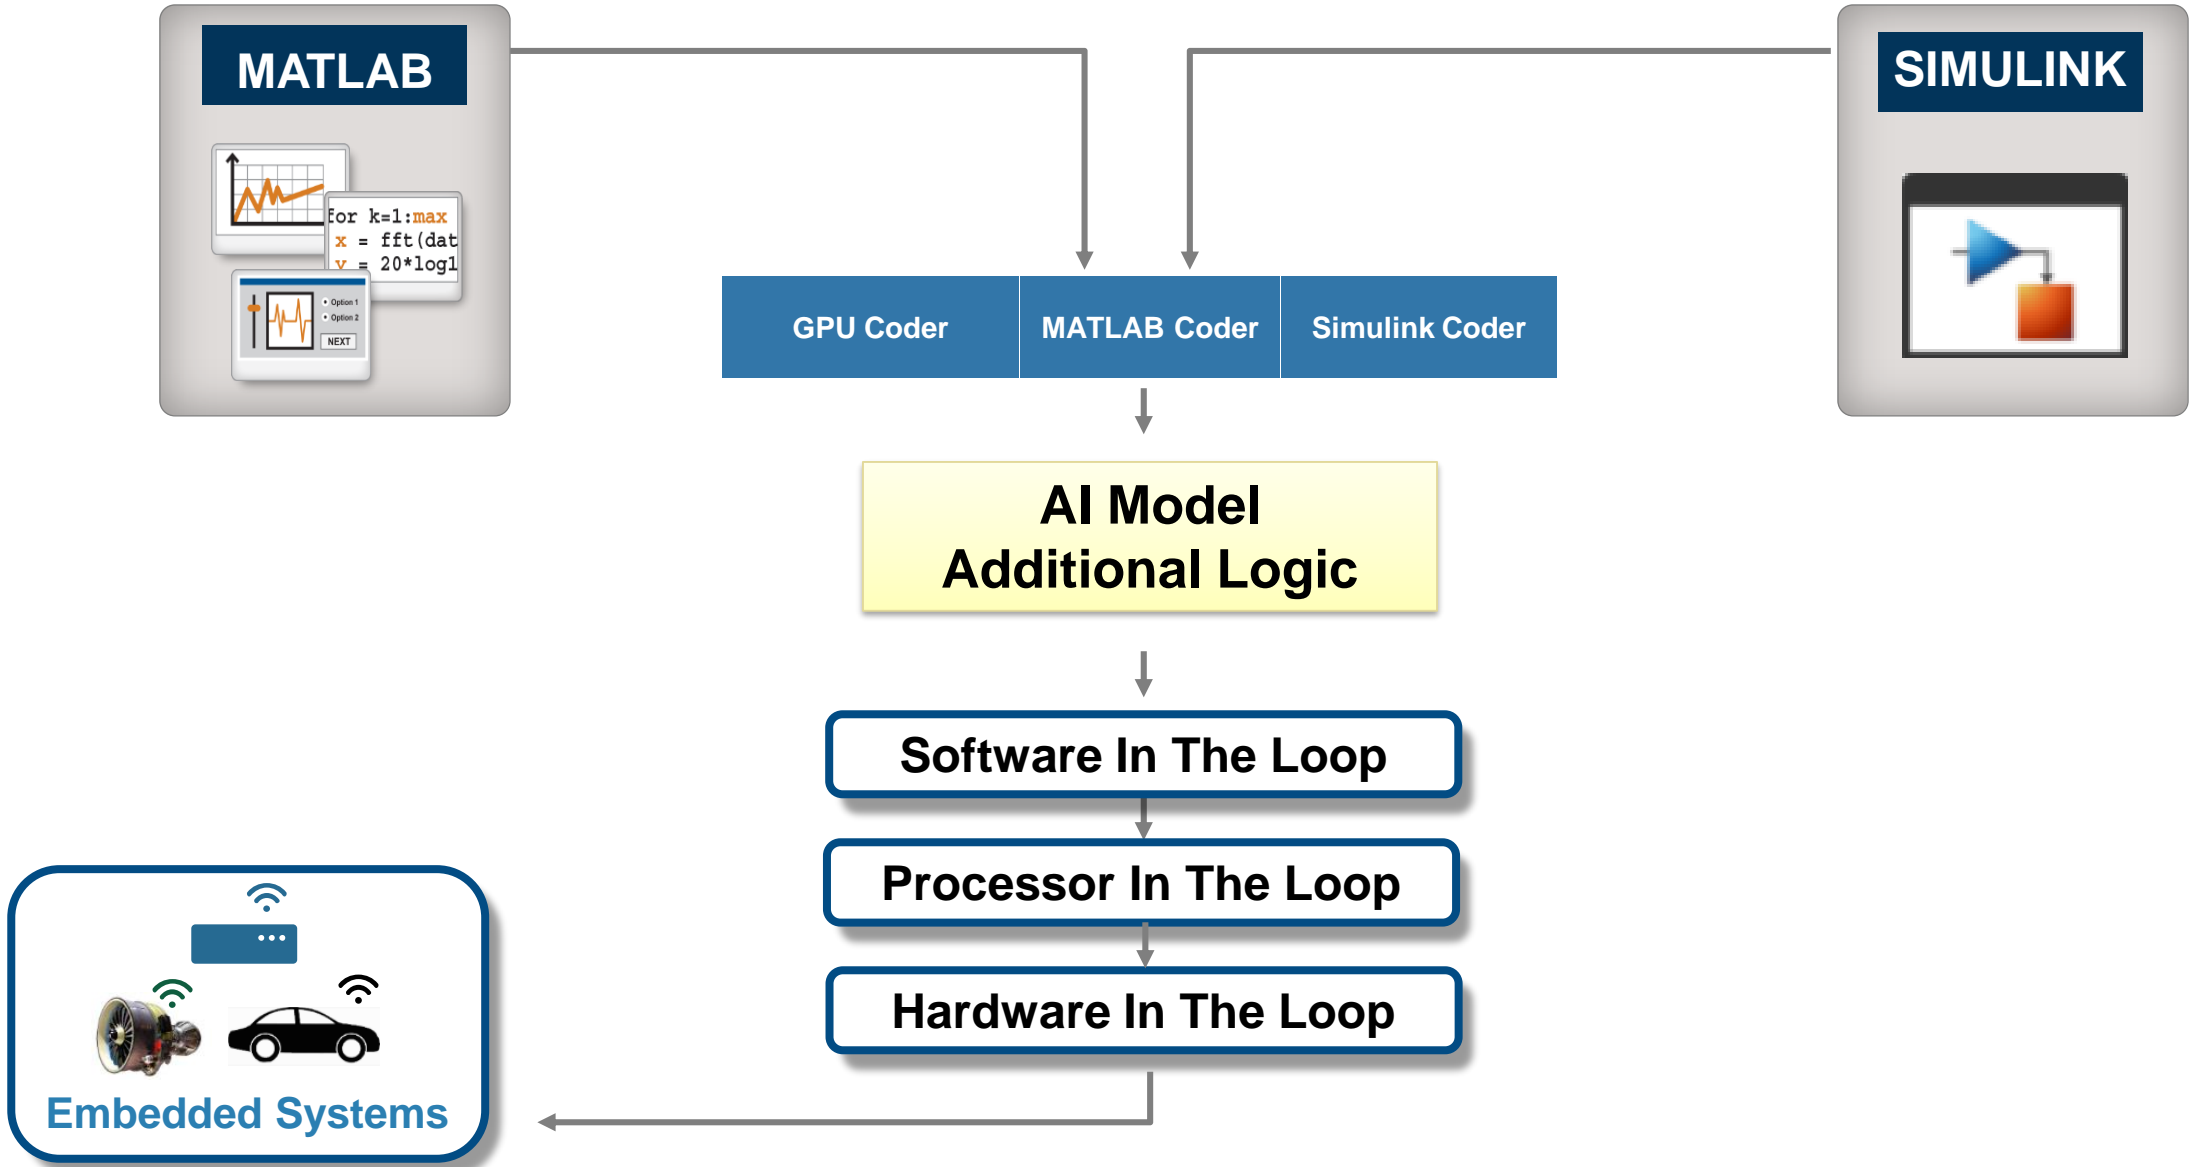 MATLAB
SIMULINK
for k=1:max
x = fft(dat
y = 20*log1
Option 1
Option 2
NEXT
GPU Coder
MATLAB Coder
Simulink Coder
AI Model
Additional Logic
Software In The Loop
Processor In The Loop
Hardware In The Loop
Embedded Systems